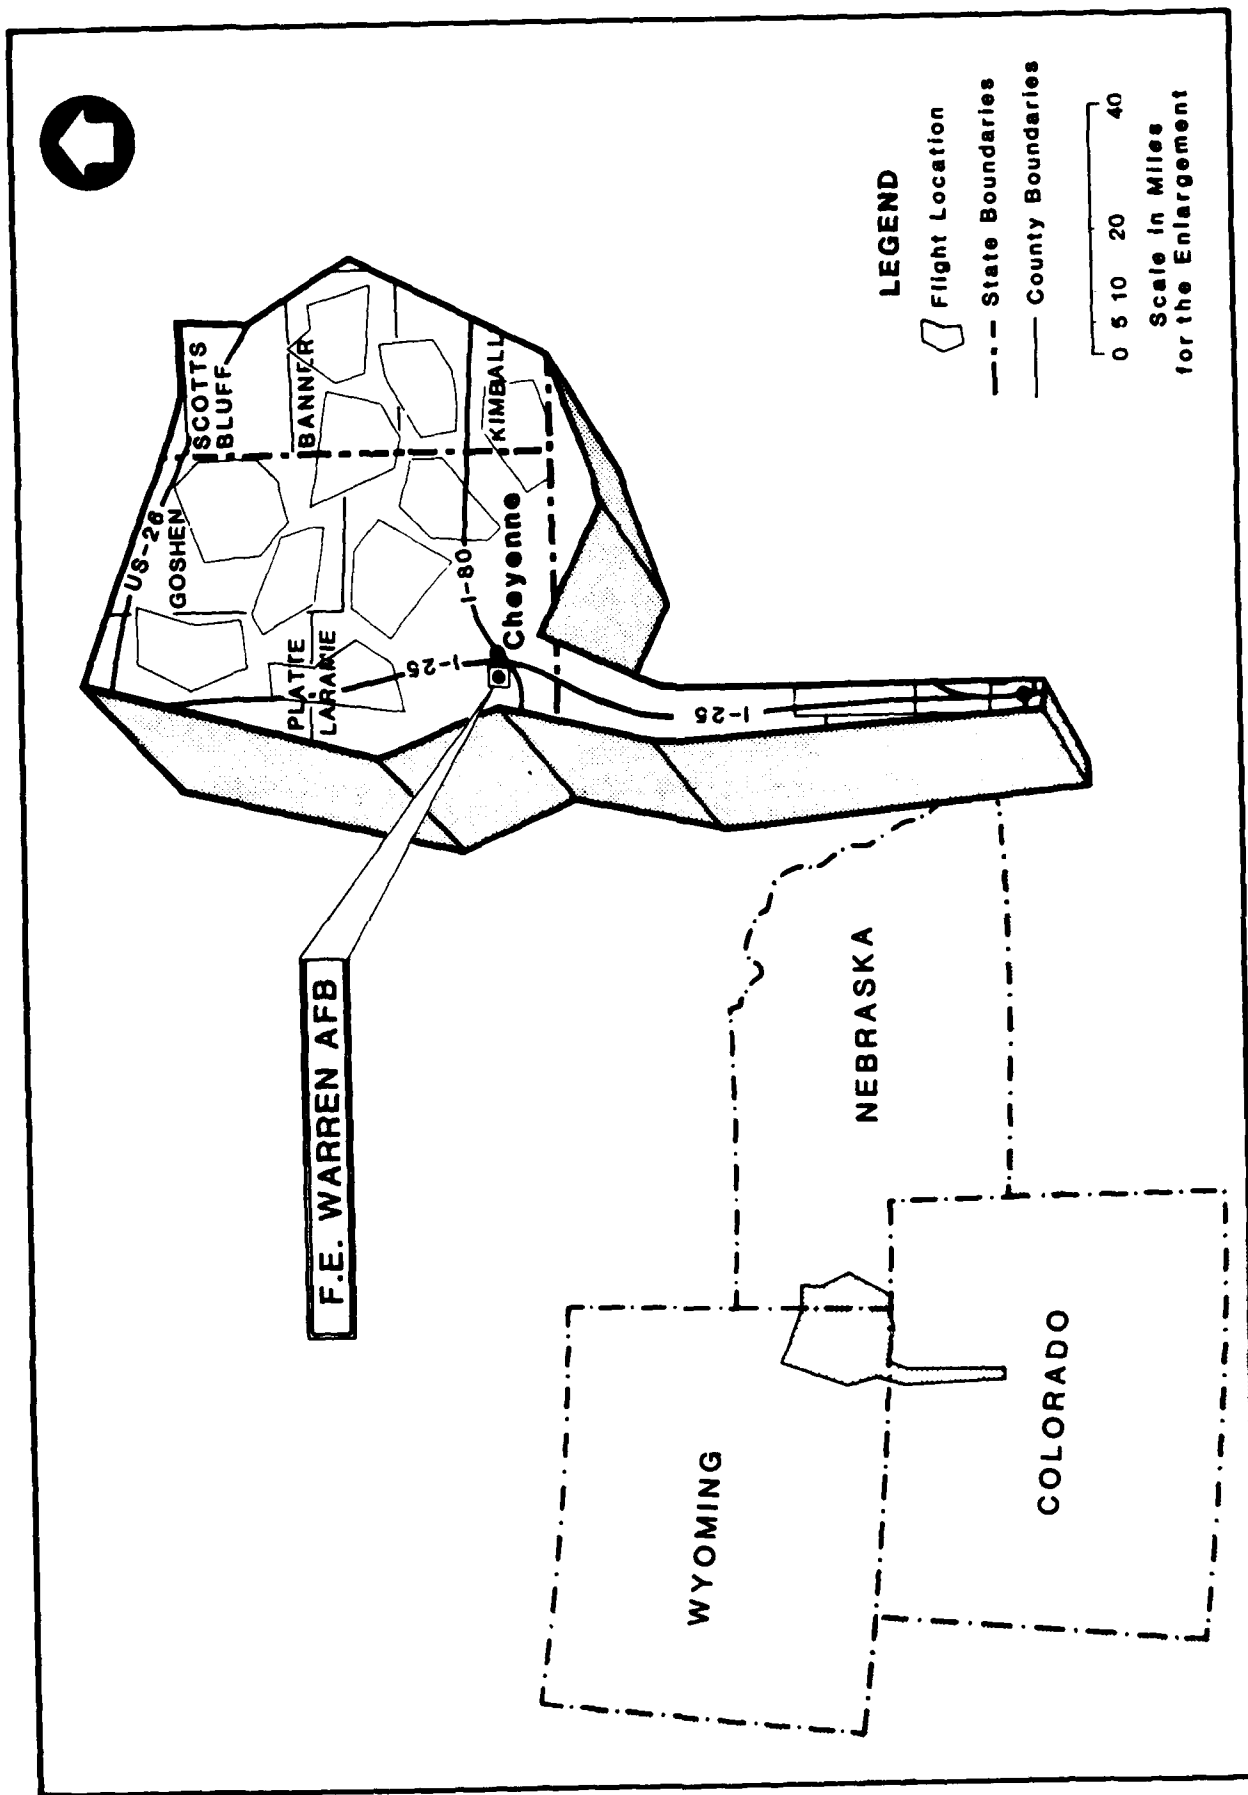 SCOTTS
BLUFF
US-26
GOSHEN
BANNER
PLATTE
LARAMIE
KIMBALL
I-80
I-25
Cheyenne
I-25
F.E. WARREN AFB
WYOMING
NEBRASKA
COLORADO
LEGEND
Flight Location
State Boundaries
County Boundaries
0 5 10 20 40
Scale in Miles
for the Enlargement